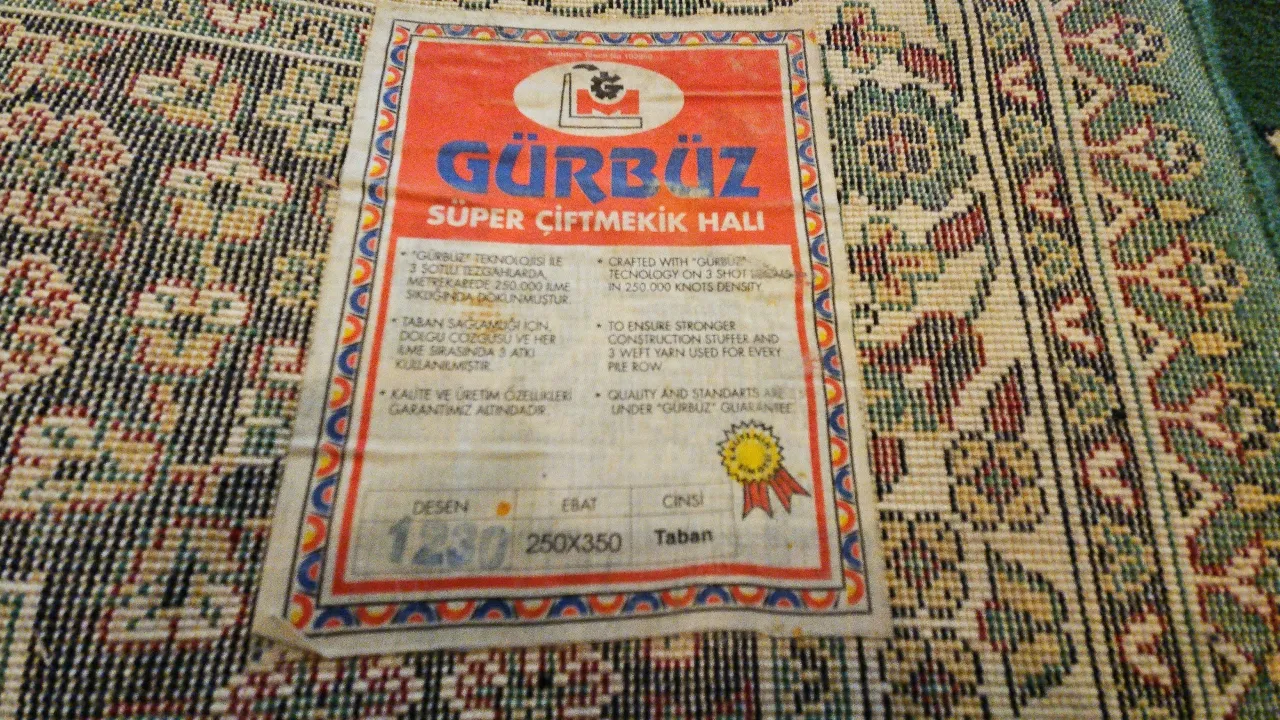 G
M
GÜRBÜZ
SÜPER ÇİFTMEKİK HALI
• "GÜRBÜZ" TEKNOLOJİSİ İLE
3 ŞOTLU TEZGAHLARDA,
METREKAREDE 250.000 İLME
SIKLIĞINDA DOKUNMUŞTUR.
• TABAN SAĞLAMLIĞI İÇİN,
DOLGU ÇÖZGÜSÜ VE HER
İLME SIRASINDA 3 ATKI
KULLANILMIŞTIR.
• KALİTE VE ÜRETİM ÖZELLİKLERİ
GARANTİMİZ ALTINDADIR.
• CRAFTED WITH "GÜRBÜZ"
TECNOLOGY ON 3 SHOT
IN 250.000 KNOTS DENSITY
• TO ENSURE STRONGER
CONSTRUCTION STUFFER AND
3 WEFT YARN USED FOR EVERY
PILE ROW
• QUALITY AND STANDARTS ARE
UNDER "GÜRBÜZ" GUARANTEE
DESEN EBAT CİNSİ
1230 250X350 Taban